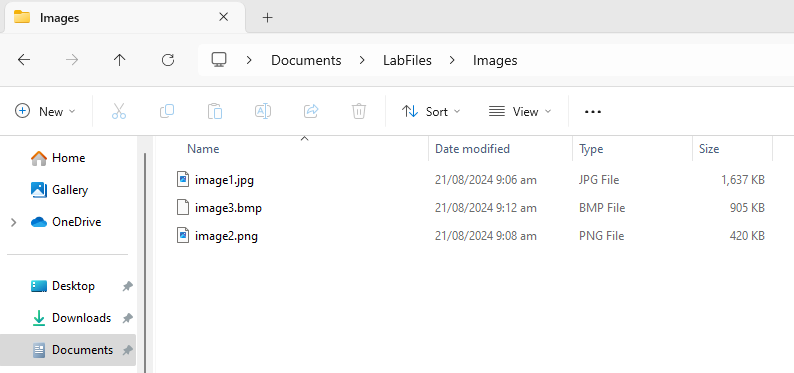 Images
Documents > LabFiles > Images
New Sort View ...
Name Date modified Type Size
Home
Gallery
OneDrive
Desktop
Downloads
Documents
image1.jpg 21/08/2024 9:06 am JPG File 1,637 KB
image3.bmp 21/08/2024 9:12 am BMP File 905 KB
image2.png 21/08/2024 9:08 am PNG File 420 KB